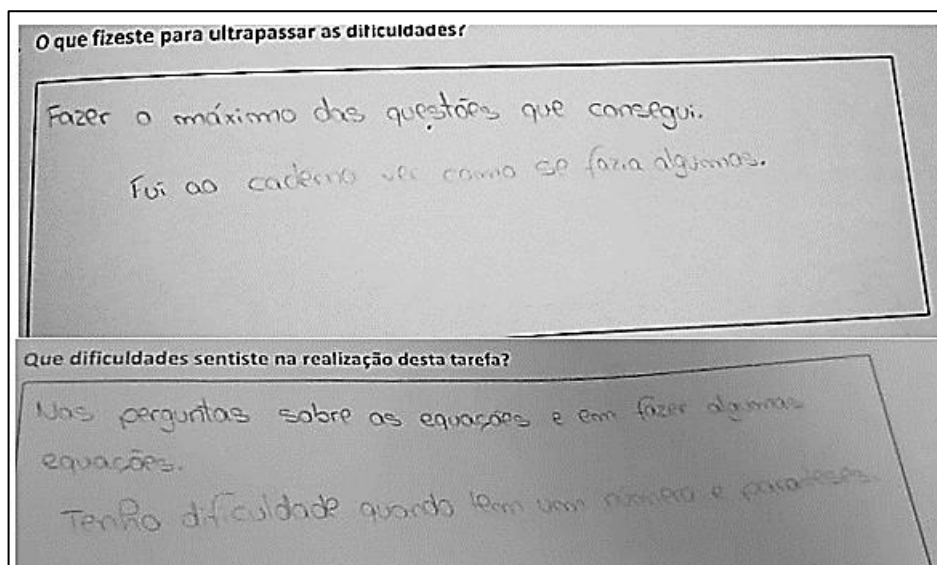 O que fizeste para ultrapassar as dificuldades?
Fazer o máximo das questões que consegui.
Fui ao caderno ver como se fazia algumas.
Que dificuldades sentiste na realização desta tarefa?
Nas perguntas sobre as equações e em fazer algumas
equações.
Tenho dificuldade quando tem um número e parateses.